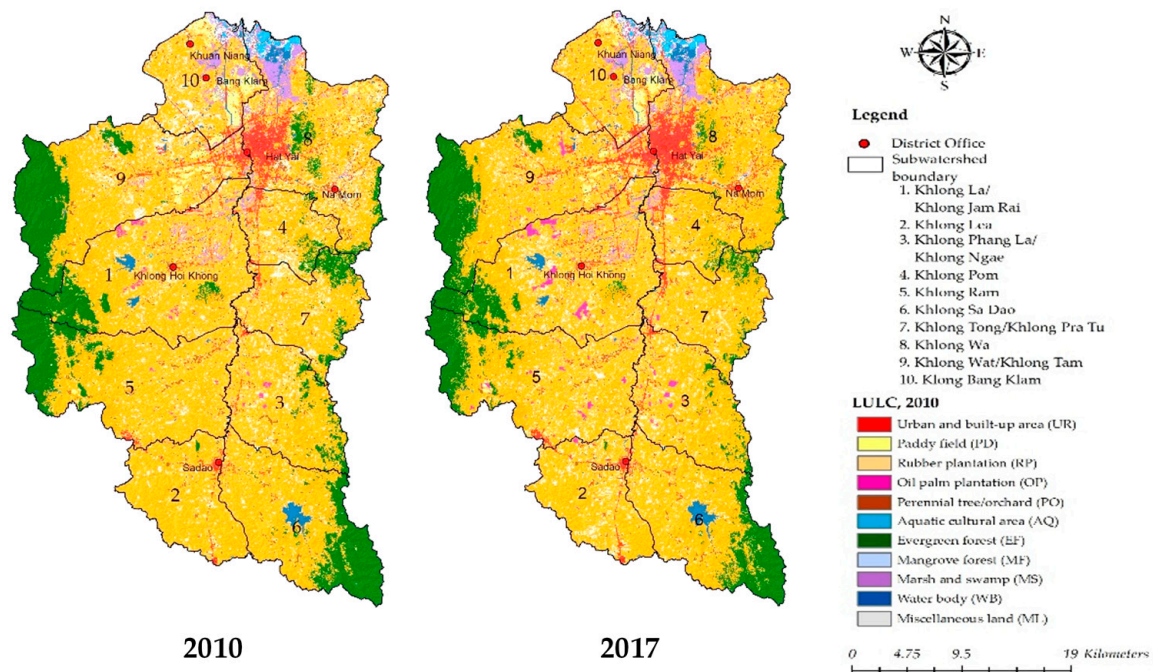 Khuan Niang
10
Bang Klam
8
Hat Yai
9
Na Mom
4
1
Khlong Hoi Khong
7
5
3
Sadao
2
6
2010
Khuan Niang
10
Bang Klam
8
Hat Yai
9
Na Mom
4
1
Khlong Hoi Khong
7
5
3
Sadao
2
6
2017
N
W
E
S
Legend
District Office
Subwatershed
boundary
1. Khlong La/
Khlong Jam Rai
2 Khlong Lea
3. Khlong Phang La/
Khlong Ngae
4. Khlong Pom
5. Khlong Ram
6. Khlong Sa Dao
7. Khlong Tong/Khlong Pra Tu
8. Khlong Wa
9. Khlong Wat/Khlong Tam
10. Klong Bang Klam
LULC, 2010
Urban and built-up area (UR)
Paddy field (PD)
Rubber plantation (RP)
Oil palm plantation (OP)
Perennial tree/orchard (PO)
Aquatic cultural area (AQ)
Evergreen forest (EF)
Mangrove forest (MF)
Marsh and swamp (MS)
Water body (WB)
Miscellaneous land (ML)
0 4.75 9.5 19 Kilometers